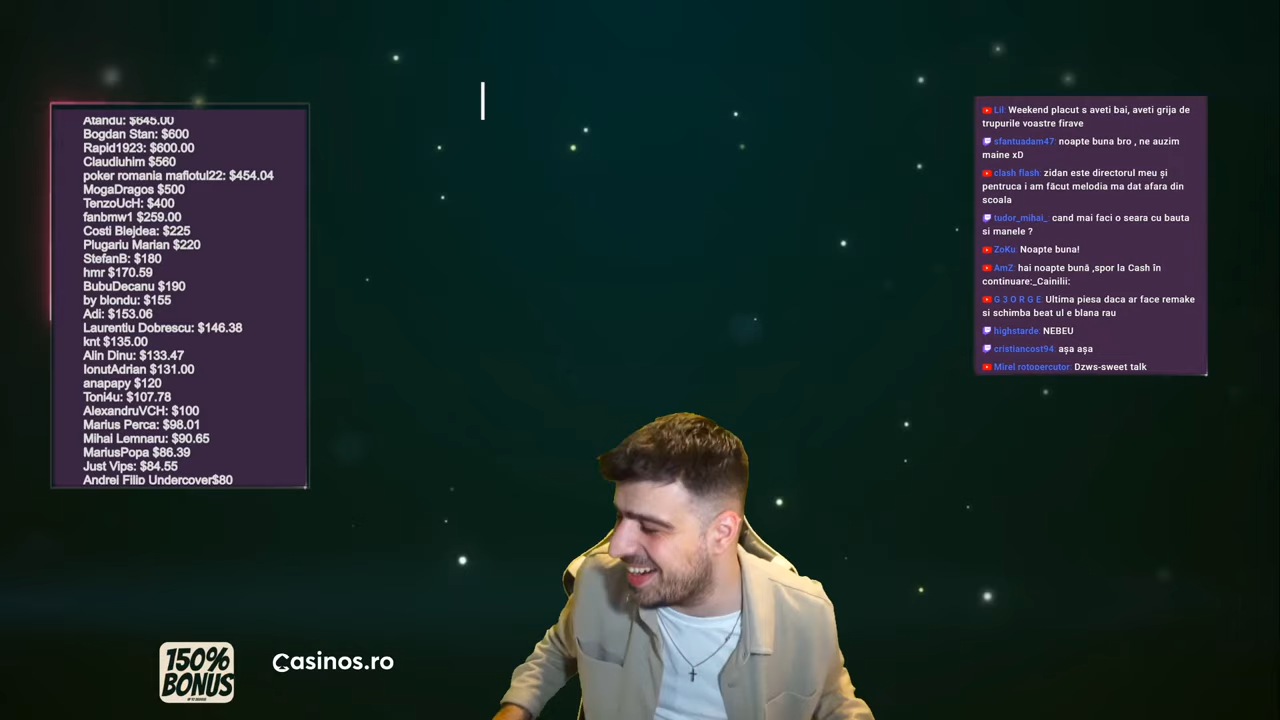 Atandu: $645.00
Bogdan Stan: $600
Rapid1923: $600.00
Claudiuhim $560
poker romania mafiotul22: $454.04
MogaDragos $500
TenzoUcH: $400
fanbmw1 $259.00
Costi Blejdea: $225
Plugariu Marian $220
StefanB: $180
hmr $170.59
BubuDecanu $190
by blondu: $155
Adi: $153.06
Laurentiu Dobrescu: $146.38
knt $135.00
Alin Dinu: $133.47
IonutAdrian $131.00
anapapy $120
Toni4u: $107.78
AlexandruVCH: $100
Marius Perca: $98.01
Mihai Lemnaru: $90.65
MariusPopa $86.39
Just Vips: $84.55
Andrei Filip Undercover$80
Lil: Weekend placut s aveti bai, aveti grija de
trupurile voastre firave
sfantuadam47: noapte buna bro , ne auzim
maine xD
clash flash: zidan este directorul meu și
pentruca i am făcut melodia ma dat afara din
scoala
tudor_mihai_: cand mai faci o seara cu bauta
si manele ?
ZoKu: Noapte buna!
AmZ: hai noapte bună ,spor la Cash în
continuare:_Cainilii:
G 3 O R G E: Ultima piesa daca ar face remake
si schimba beat ul e blana rau
highstarde: NEBEU
cristiancost94: așa așa
Mirel rotopercutor: Dzws-sweet talk
150%
BONUS
Casinos.ro